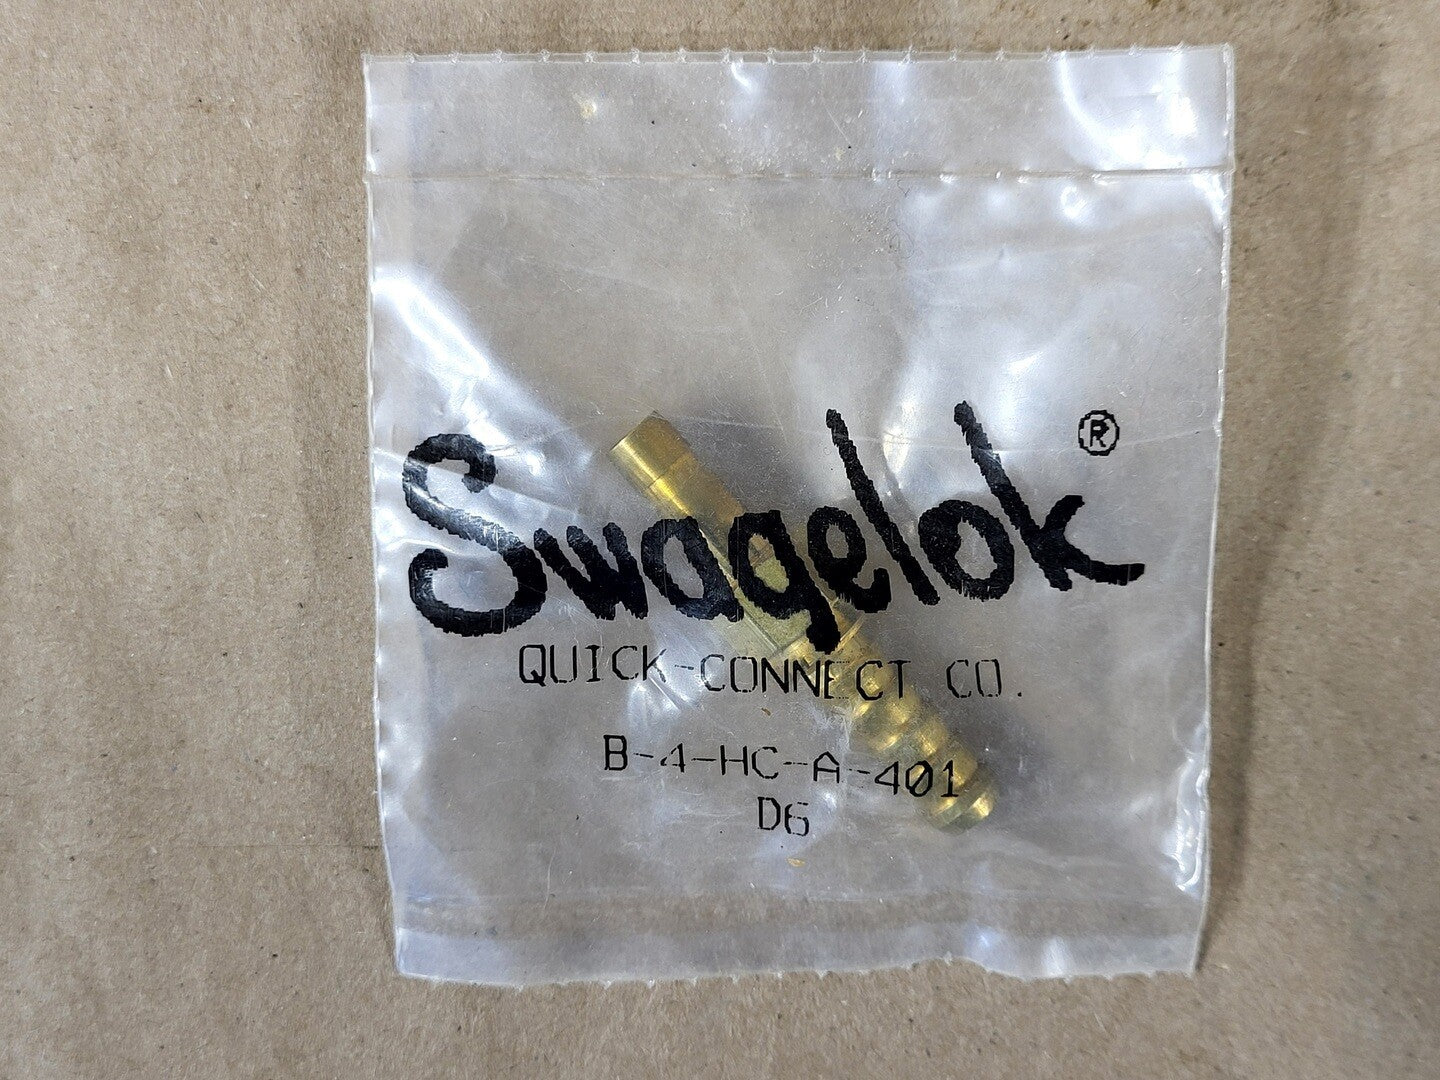 Swagelok®
QUICK-CONNECT CO.
B-4-HC-A-401
D6